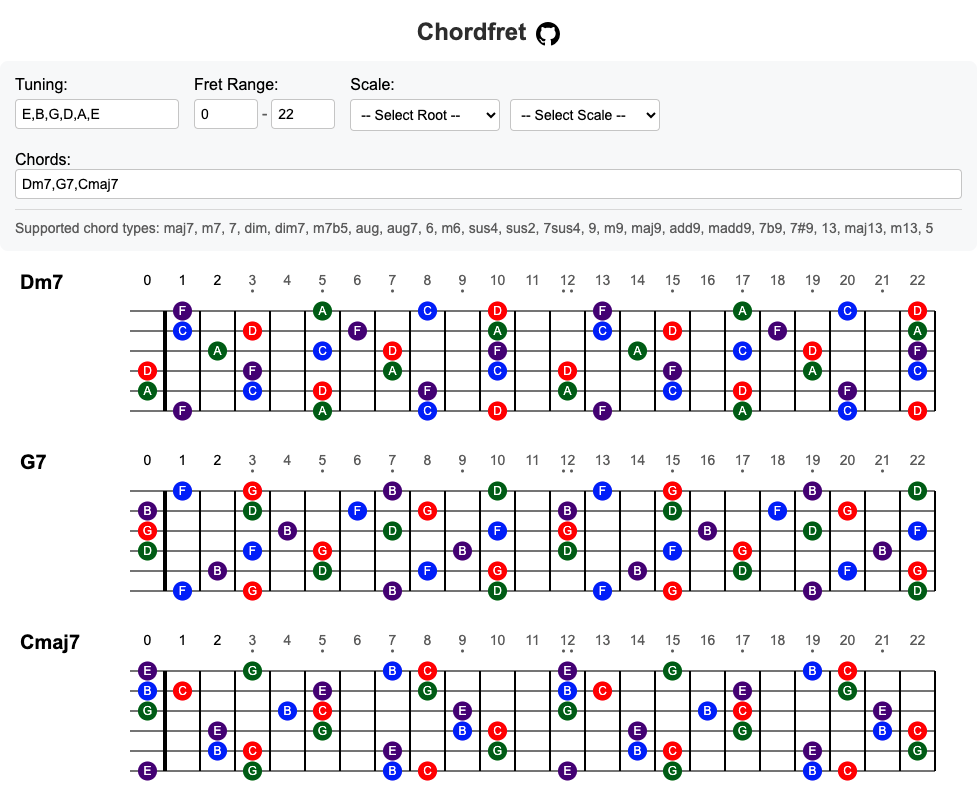 Chordfret
Tuning: Fret Range: Scale:
E,B,G,D,A,E 0 - 22 -- Select Root -- -- Select Scale --
Chords:
Dm7,G7,Cmaj7
Supported chord types: maj7, m7, 7, dim, dim7, m7b5, aug, aug7, 6, m6, sus4, sus2, 7sus4, 9, m9, maj9, add9, madd9, 7b9, 7#9, 13, maj13, m13, 5
Dm7 0 1 2 3 4 5 6 7 8 9 10 11 12 13 14 15 16 17 18 19 20 21 22
F A C D F A C D
C D F A C D F A
A C D F A C D F
D F A C D F A C
A C D F A C D F
F A C D F A C D
G7 0 1 2 3 4 5 6 7 8 9 10 11 12 13 14 15 16 17 18 19 20 21 22
F G B D F G B D
B D F G B D F G
G B D F G B D F
D F G B D F G B
B D F G B D F G
F G B D F G B D
Cmaj7 0 1 2 3 4 5 6 7 8 9 10 11 12 13 14 15 16 17 18 19 20 21 22
E G B C E G B C
B C E G B C E G
G B C E G B C E
E G B C E G B C
B C E G B C E G
E G B C E G B C